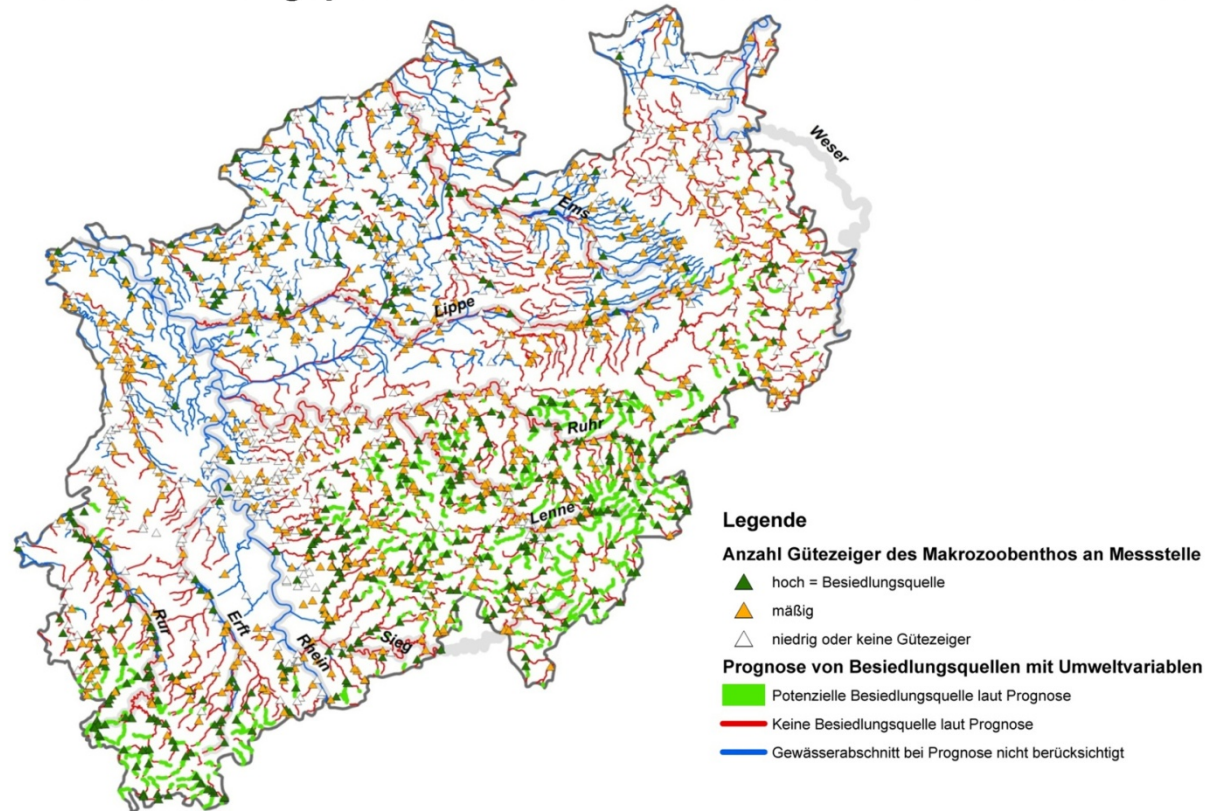 Weser
Ems
Lippe
Ruhr
Lenne
Rur
Erft
Rhein
Sieg
Legende
Anzahl Gütezeiger des Makrozoobenthos an Messstelle
hoch = Besiedlungsquelle
mäßig
niedrig oder keine Gütezeiger
Prognose von Besiedlungsquellen mit Umweltvariablen
Potenzielle Besiedlungsquelle laut Prognose
Keine Besiedlungsquelle laut Prognose
Gewässerabschnitt bei Prognose nicht berücksichtigt